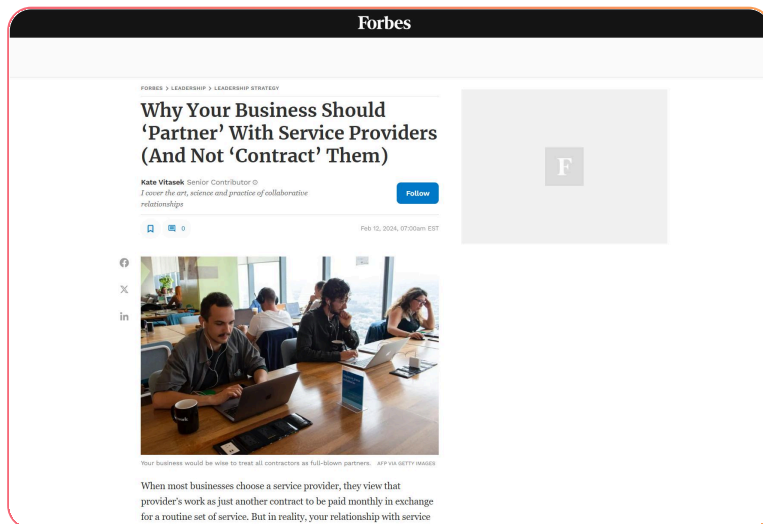 Forbes
FORBES > LEADERSHIP > LEADERSHIP STRATEGY
Why Your Business Should
‘Partner’ With Service Providers
(And Not ‘Contract’ Them)
Kate Vitasek Senior Contributor
I cover the art, science and practice of collaborative
relationships
Follow
0
Feb 12, 2024, 07:00am EST
F
Your business would be wise to treat all contractors as full-blown partners. AFP VIA GETTY IMAGES
When most businesses choose a service provider, they view that
provider’s work as just another contract to be paid monthly in exchange
for a routine set of service. But in reality, your relationship with service